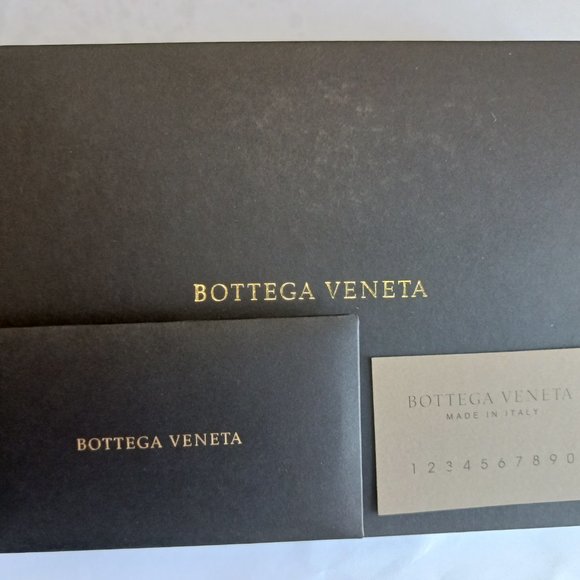 BOTTEGA VENETA
BOTTEGA VENETA
BOTTEGA VENETA
MADE IN ITALY
1 2 3 4 5 6 7 8 9 0